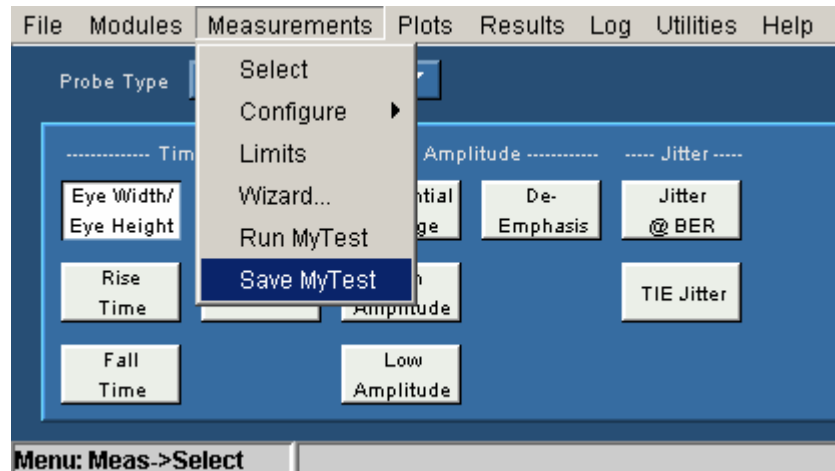 File Modules Measurements Plots Results Log Utilities Help
Probe Type
Select
Configure
Limits
Wizard...
Run MyTest
Save MyTest
Amplitude
Jitter
Eye Width/
Eye Height
De-
Emphasis
Jitter
@ BER
Rise
Time
Amplitude
TIE Jitter
Fall
Time
Low
Amplitude
Menu: Meas->Select